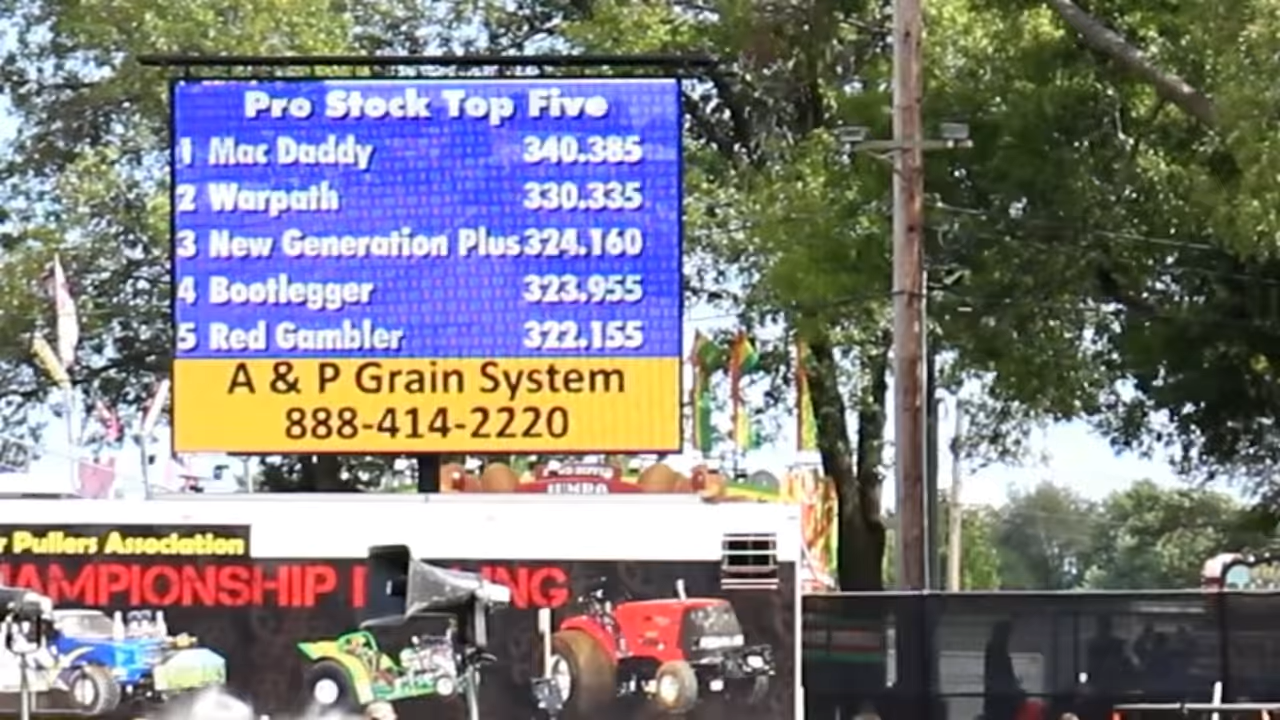 Pro Stock Top Five
1 Mac Daddy 340.385
2 Warpath 330.335
3 New Generation Plus 324.160
4 Bootlegger 323.955
5 Red Gambler 322.155
A & P Grain System
888-414-2220
Pullers Association